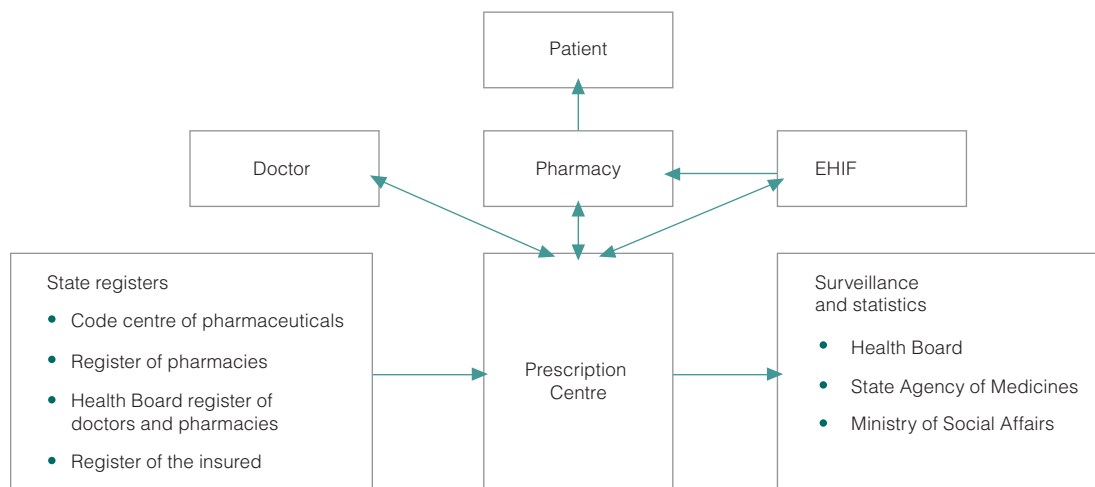 Patient
Doctor
Pharmacy
EHIF
State registers
• Code centre of pharmaceuticals
• Register of pharmacies
• Health Board register of
doctors and pharmacies
• Register of the insured
Prescription
Centre
Surveillance
and statistics
• Health Board
• State Agency of Medicines
• Ministry of Social Affairs